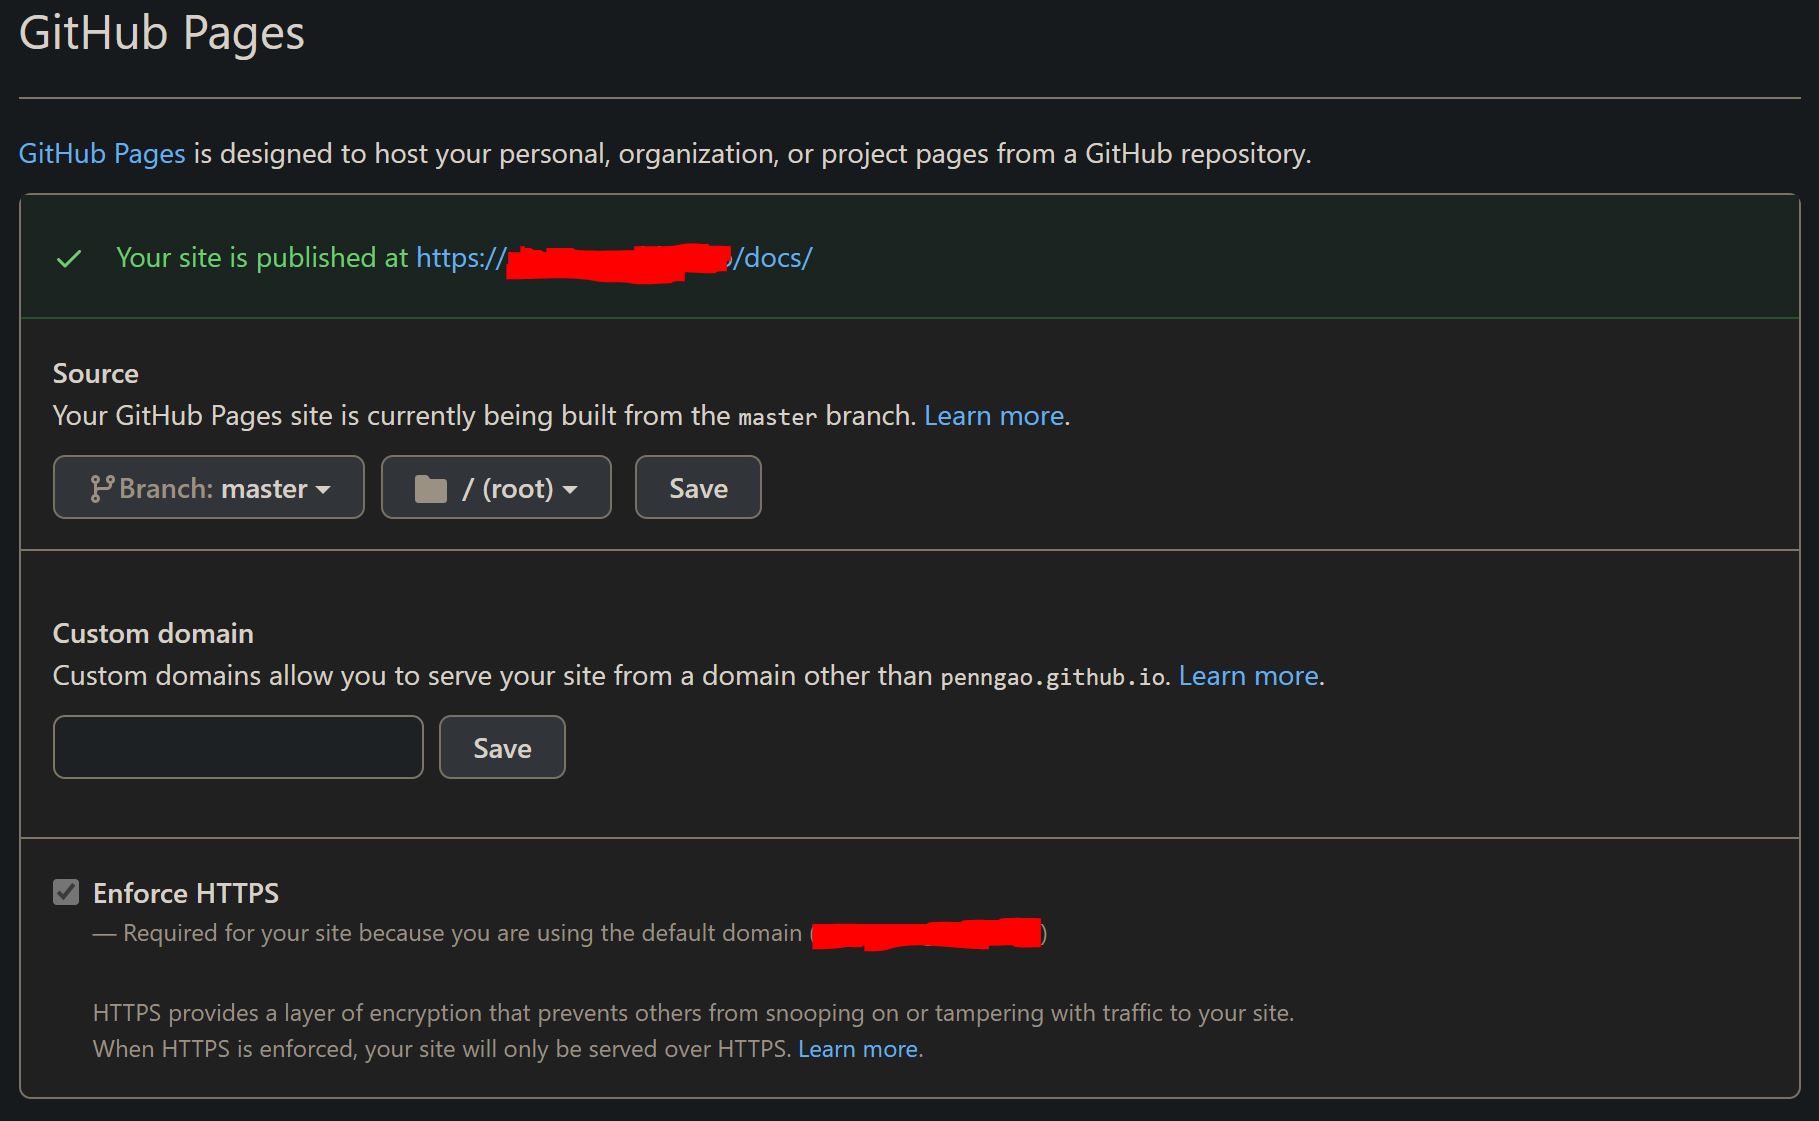 GitHub Pages
GitHub Pages is designed to host your personal, organization, or project pages from a GitHub repository.
Your site is published at https:// /docs/
Source
Your GitHub Pages site is currently being built from the master branch. Learn more.
Branch: master / (root) Save
Custom domain
Custom domains allow you to serve your site from a domain other than penngao.github.io. Learn more.
Save
Enforce HTTPS
— Required for your site because you are using the default domain ( )
HTTPS provides a layer of encryption that prevents others from snooping on or tampering with traffic to your site.
When HTTPS is enforced, your site will only be served over HTTPS. Learn more.